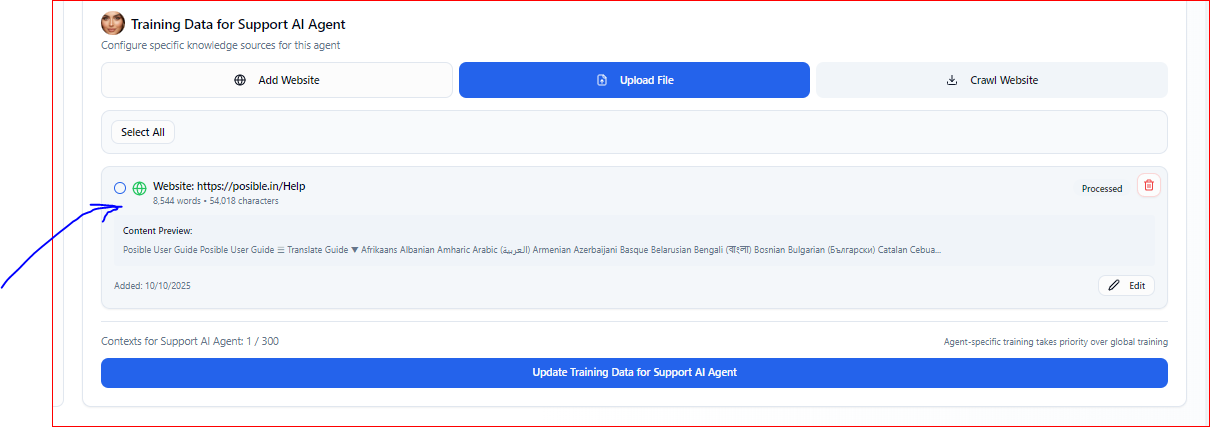 Training Data for Support AI Agent
Configure specific knowledge sources for this agent
Add Website
Upload File
Crawl Website
Select All
Website: https://posible.in/Help
Processed
8,544 words • 54,018 characters
Content Preview:
Posible User Guide Posible User Guide ☰ Translate Guide ▼ Afrikaans Albanian Amharic Arabic (العربية) Armenian Azerbaijani Basque Belarusian Bengali (বাংলা) Bosnian Bulgarian (Български) Catalan Cebua...
Added: 10/10/2025
Edit
Contexts for Support AI Agent: 1 / 300
Agent-specific training takes priority over global training
Update Training Data for Support AI Agent